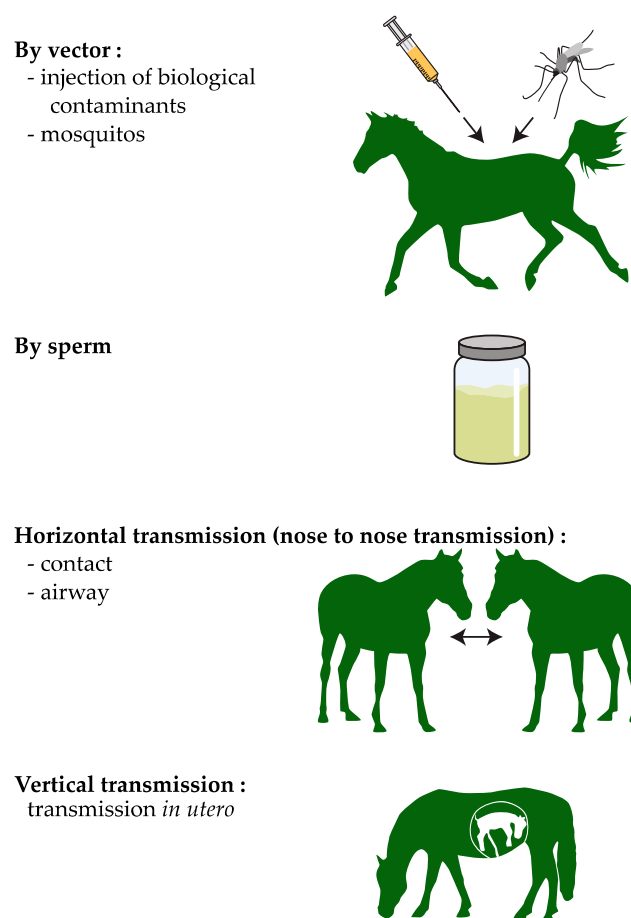 By vector :
- injection of biological
contaminants
- mosquitos
By sperm
Horizontal transmission (nose to nose transmission) :
- contact
- airway
Vertical transmission :
transmission in utero